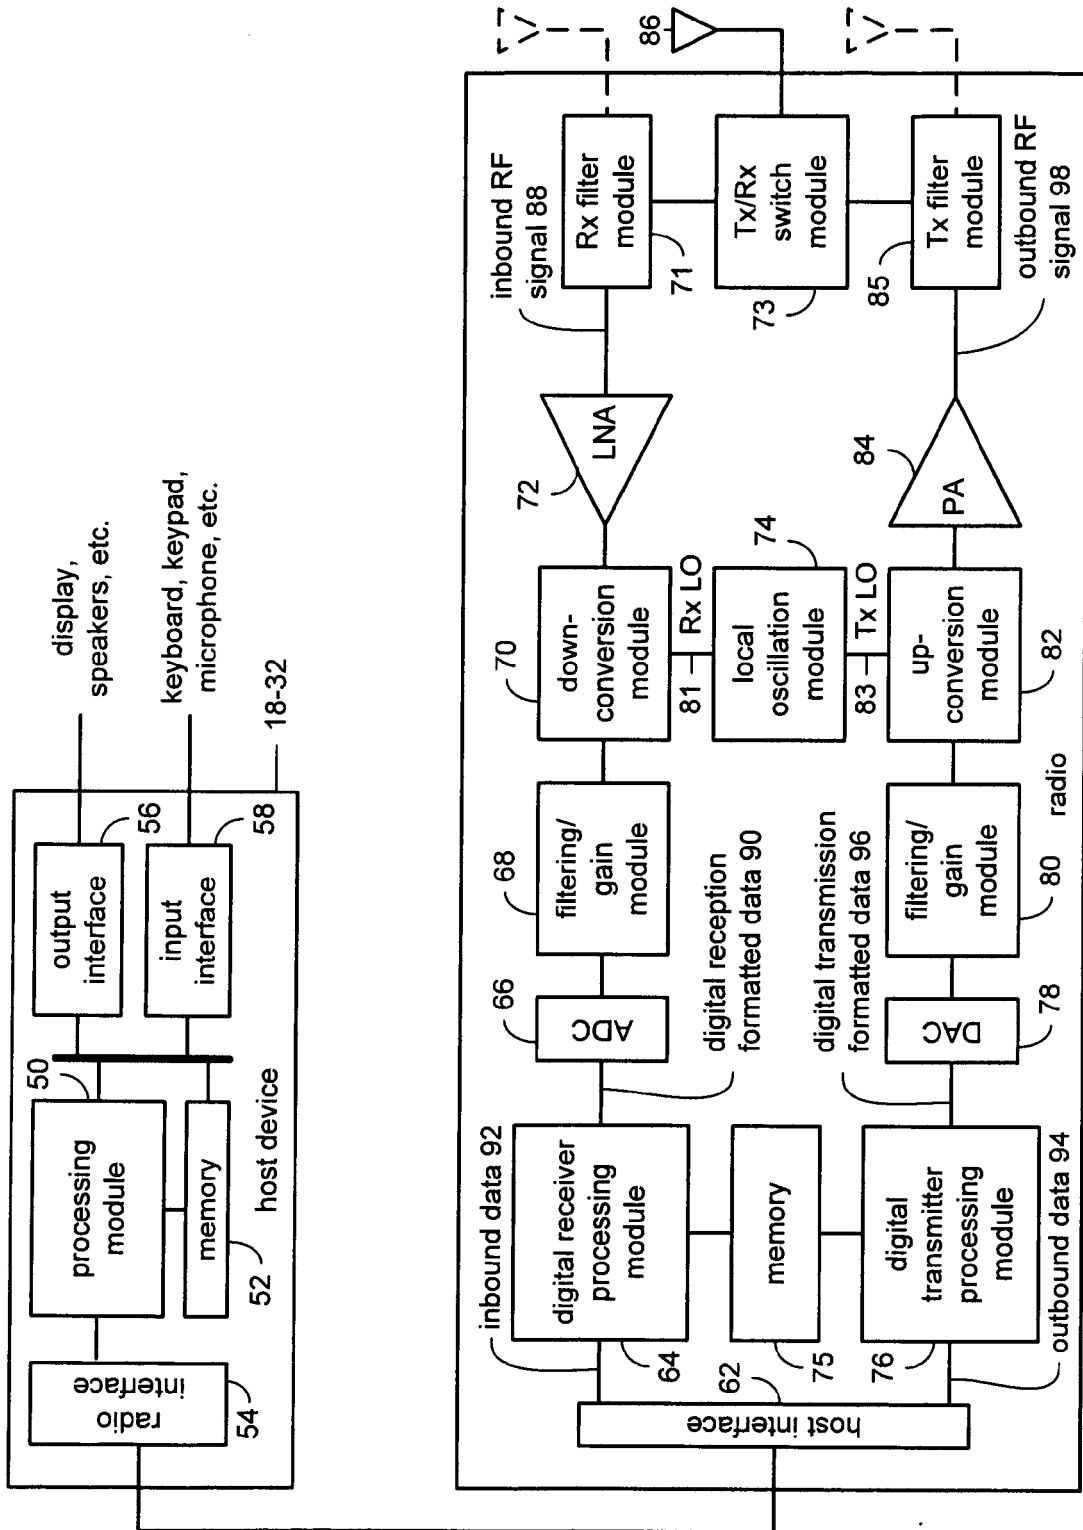 display,
speakers, etc.
keyboard, keypad,
microphone, etc.
18-32
output
interface
56
input
interface
58
50
processing
module
memory
52
host device
radio
interface
54
86
Rx filter
module
71
Tx/Rx
switch
module
73
Tx filter
module
85
inbound RF
signal 88
outbound RF
signal 98
LNA
72
PA
84
down-
conversion
module
70
81
Rx LO
local
oscillation
module
74
83
Tx LO
up-
conversion
module
82
radio
filtering/
gain
module
68
filtering/
gain
module
80
ADC
66
digital reception
formatted data 90
digital transmission
formatted data 96
DAC
78
inbound data 92
digital receiver
processing
module
64
memory
75
digital
transmitter
processing
module
76
outbound data 94
host interface
62